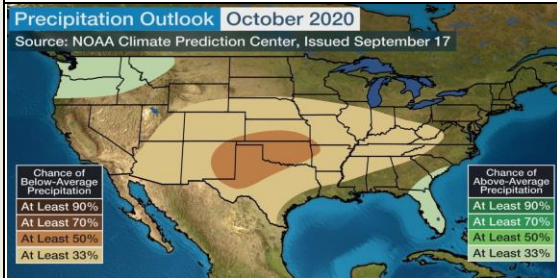 Precipitation Outlook October 2020
Source: NOAA Climate Prediction Center, Issued September 17
Chance of
Below-Average
Precipitation
At Least 90%
At Least 70%
At Least 50%
At Least 33%
Chance of
Above-Average
Precipitation
At Least 90%
At Least 70%
At Least 50%
At Least 33%